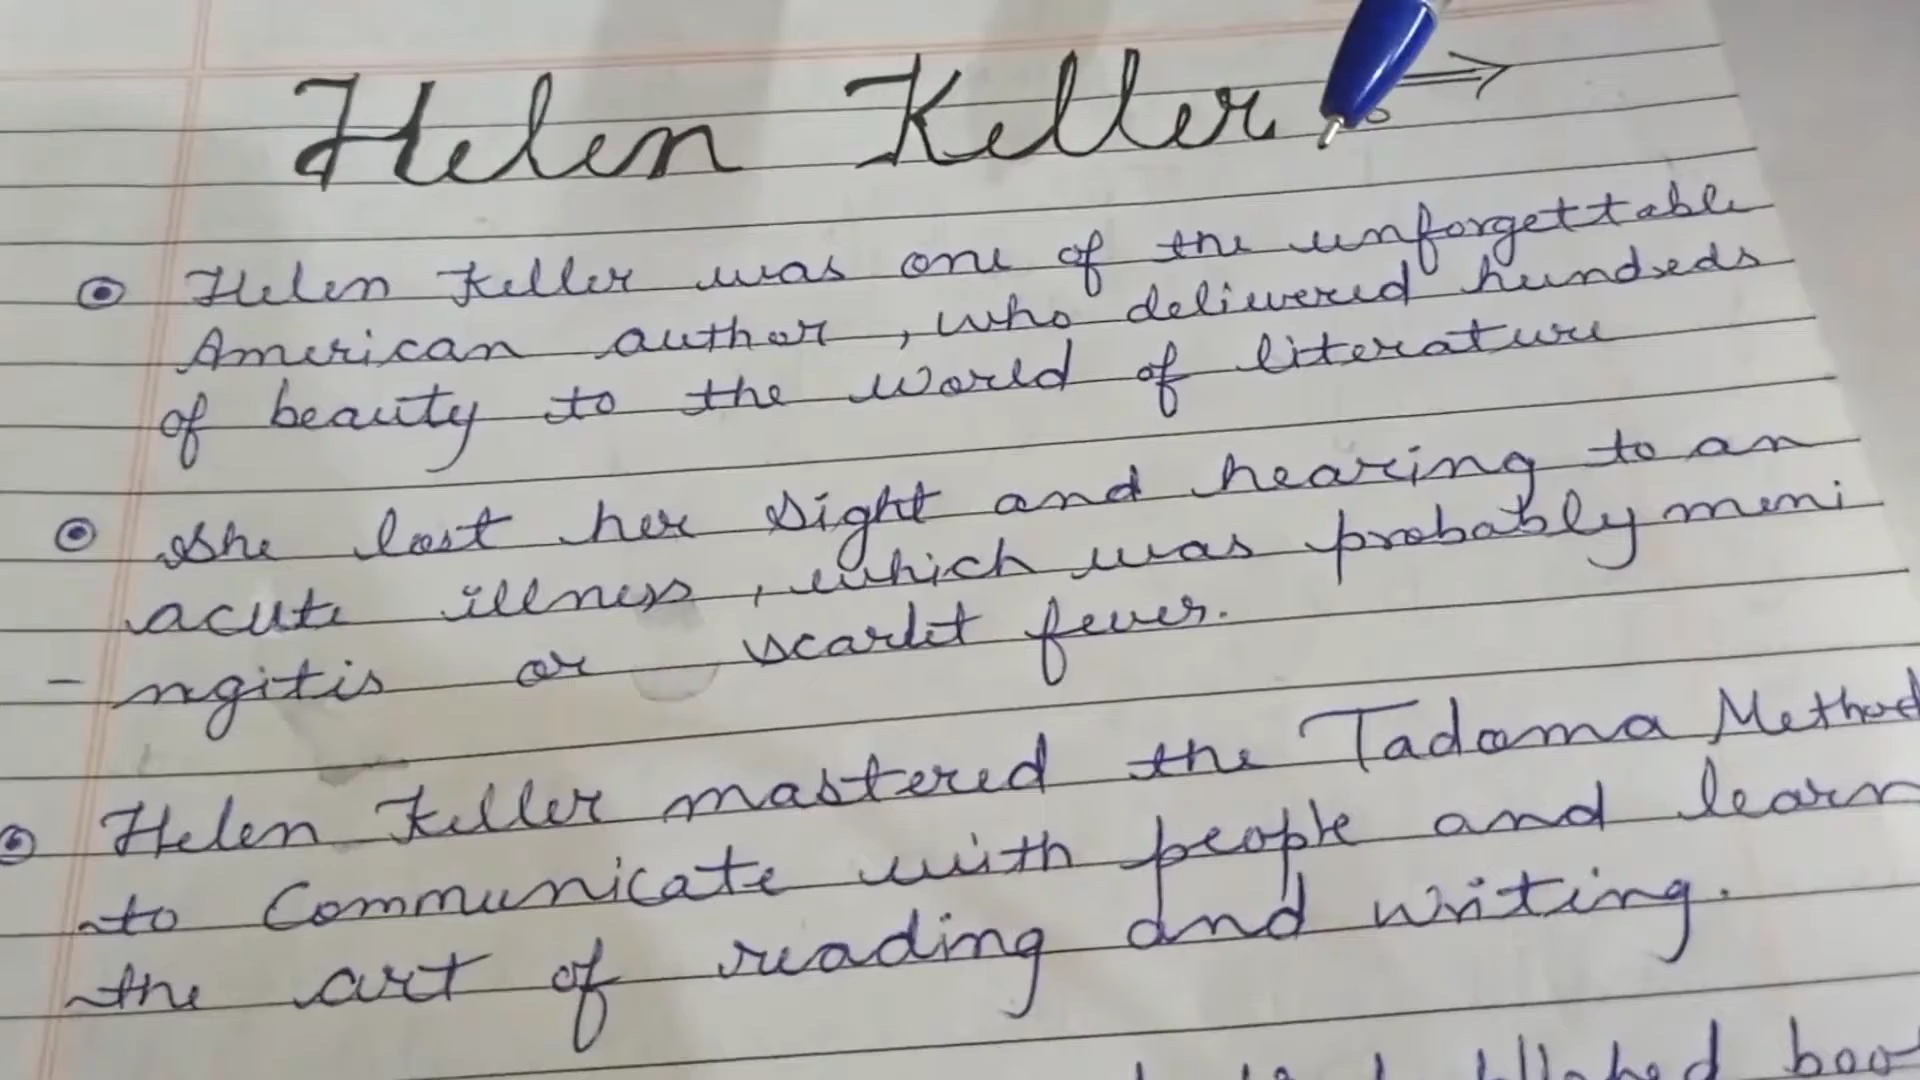 Helen Keller
Helen Keller was one of the unforgettable
American author, who delivered hundreds
of beauty to the world of literature
She lost her sight and hearing to an
acute illness, which was probably meni
- ngitis or scarlet fever.
Helen Keller mastered the Tadoma Method
to Communicate with people and learn
the art of reading and writing.